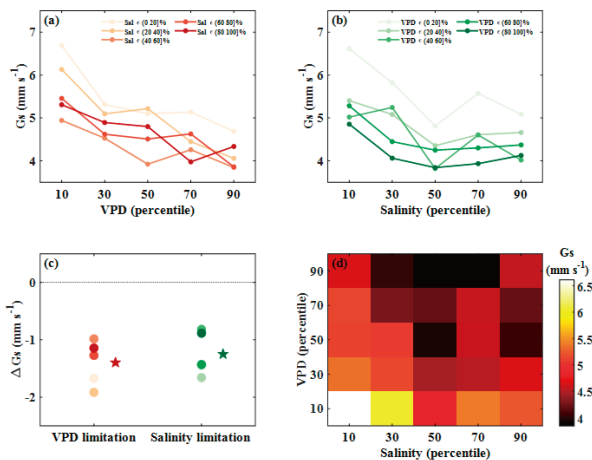 (a)
Sal ∈ (0 20]%
Sal ∈ (60 80]%
Sal ∈ (20 40]%
Sal ∈ (80 100]%
Sal ∈ (40 60]%
Gs (mm s⁻¹)
7
6
5
4
10 30 50 70 90
VPD (percentile)
(b)
VPD ∈ (0 20]%
VPD ∈ (60 80]%
VPD ∈ (20 40]%
VPD ∈ (80 100]%
VPD ∈ (40 60]%
Gs (mm s⁻¹)
7
6
5
4
10 30 50 70 90
Salinity (percentile)
(c)
Δ Gs (mm s⁻¹)
0
-1
-2
VPD limitation
Salinity limitation
(d)
VPD (percentile)
90
70
50
30
10
10 30 50 70 90
Salinity (percentile)
Gs
(mm s⁻¹)
6.5
6
5.5
5
4.5
4